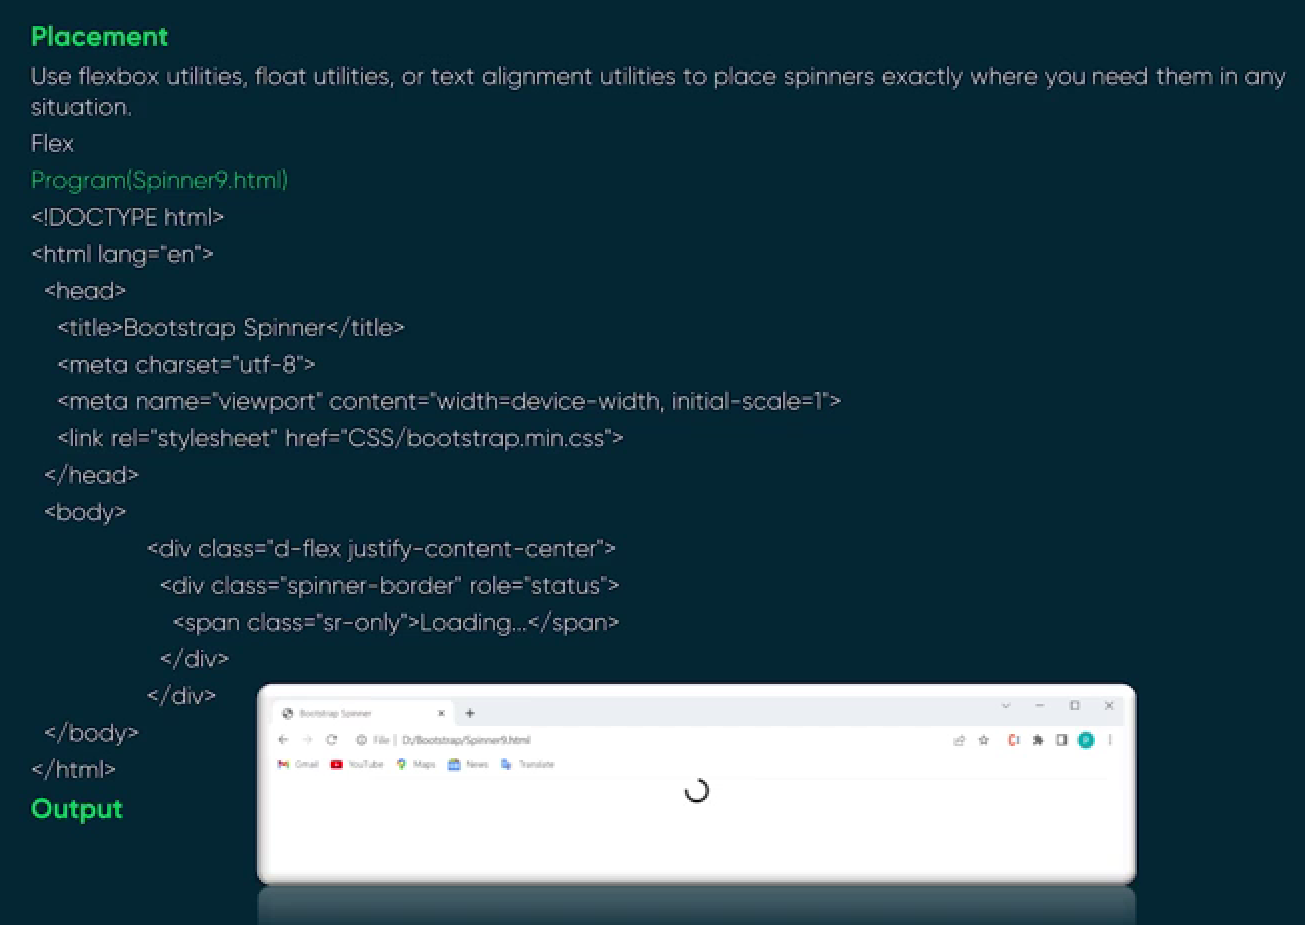 Placement
Use flexbox utilities, float utilities, or text alignment utilities to place spinners exactly where you need them in any
situation.
Flex
Program(Spinner9.html)
<!DOCTYPE html>
<html lang="en">
<head>
<title>Bootstrap Spinner</title>
<meta charset="utf-8">
<meta name="viewport" content="width=device-width, initial-scale=1">
<link rel="stylesheet" href="CSS/bootstrap.min.css">
</head>
<body>
<div class="d-flex justify-content-center">
<div class="spinner-border" role="status">
<span class="sr-only">Loading...</span>
</div>
</div>
</body>
</html>
Output
Bootstrap Spinner
File | D:/Bootstrap/Spinner9.html
P
Gmail YouTube Maps News Translate